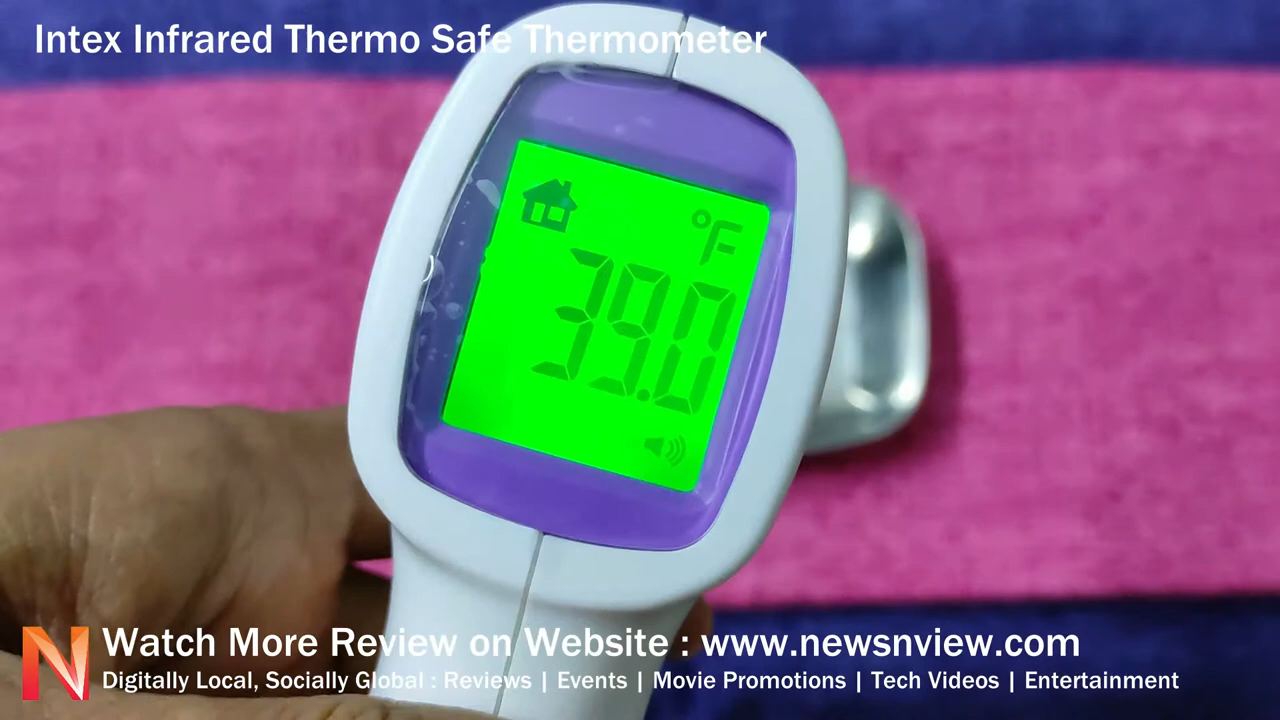 Intex Infrared Thermo Safe Thermometer
°F
39.0
N Watch More Review on Website : www.newsnview.com
Digitally Local, Socially Global : Reviews | Events | Movie Promotions | Tech Videos | Entertainment